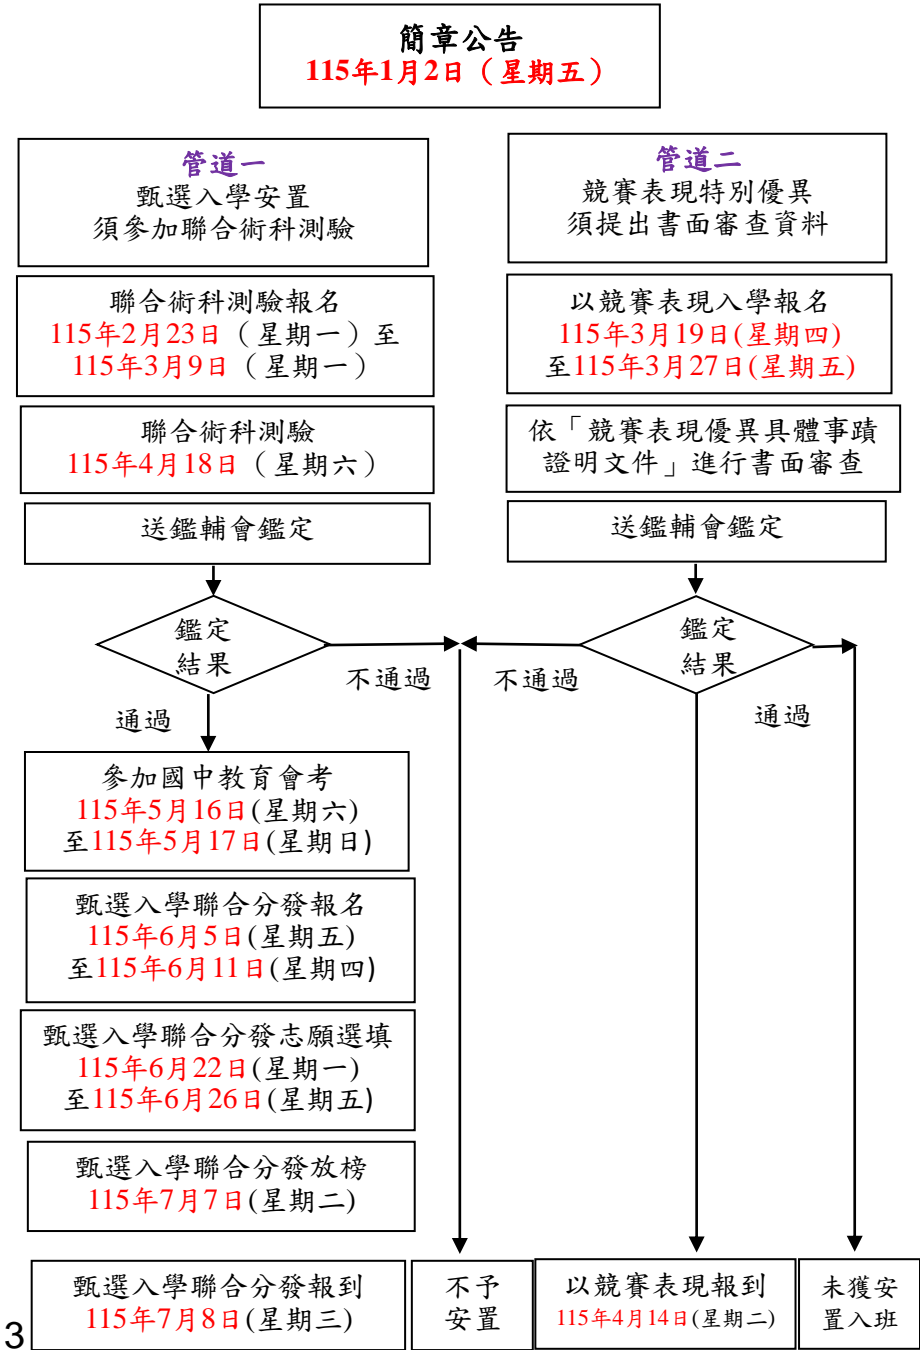 簡章公告
115年1月2日（星期五）
管道一
甄選入學安置
須參加聯合術科測驗
聯合術科測驗報名
115年2月23日（星期一）至
115年3月9日（星期一）
聯合術科測驗
115年4月18日（星期六）
送鑑輔會鑑定
管道二
競賽表現特別優異
須提出書面審查資料
以競賽表現入學報名
115年3月19日(星期四)
至115年3月27日(星期五)
依「競賽表現優異具體事蹟
證明文件」進行書面審查
送鑑輔會鑑定
鑑定
結果
不通過
通過
鑑定
結果
不通過
通過
參加國中教育會考
115年5月16日(星期六)
至115年5月17日(星期日)
甄選入學聯合分發報名
115年6月5日(星期五)
至115年6月11日(星期四)
甄選入學聯合分發志願選填
115年6月22日(星期一)
至115年6月26日(星期五)
甄選入學聯合分發放榜
115年7月7日(星期二)
甄選入學聯合分發報到
115年7月8日(星期三)
不予
安置
以競賽表現報到
115年4月14日(星期二)
未獲安
置入班
3